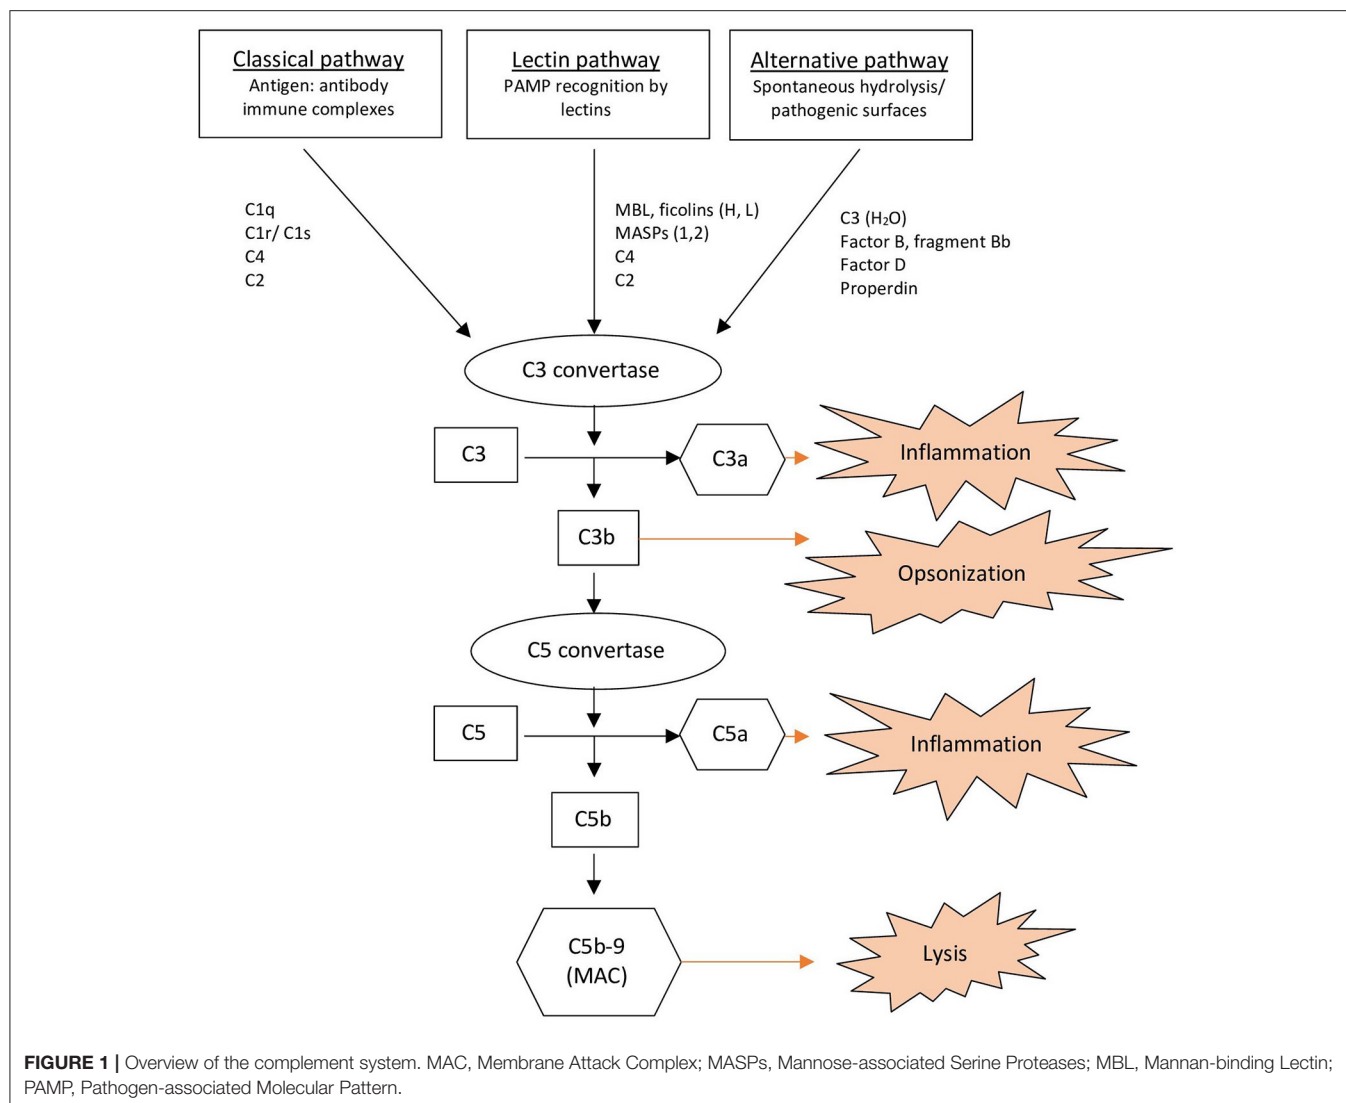 Classical pathway
Antigen: antibody
immune complexes
Lectin pathway
PAMP recognition by
lectins
Alternative pathway
Spontaneous hydrolysis/
pathogenic surfaces
C1q
C1r/ C1s
C4
C2
MBL, ficolins (H, L)
MASPs (1,2)
C4
C2
C3 (H₂O)
Factor B, fragment Bb
Factor D
Properdin
C3 convertase
C3
C3a
Inflammation
C3b
Opsonization
C5 convertase
C5
C5a
Inflammation
C5b
C5b-9
(MAC)
Lysis
FIGURE 1 | Overview of the complement system. MAC, Membrane Attack Complex; MASPs, Mannose-associated Serine Proteases; MBL, Mannan-binding Lectin;
PAMP, Pathogen-associated Molecular Pattern.